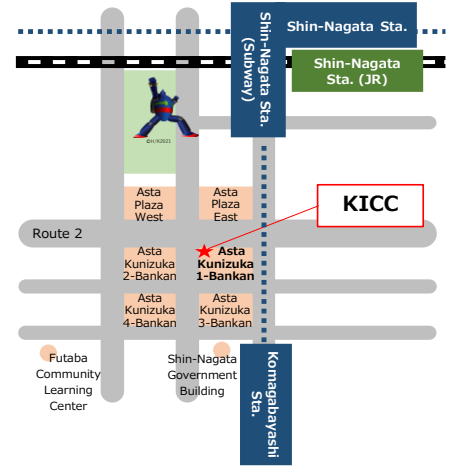 Shin-Nagata Sta.
Shin-Nagata Sta.
(Subway)
Shin-Nagata
Sta. (JR)
©H/K2021
Asta
Plaza
West
Asta
Plaza
East
KICC
Route 2
Asta
Kunizuka
2-Bankan
Asta
Kunizuka
1-Bankan
Asta
Kunizuka
4-Bankan
Asta
Kunizuka
3-Bankan
Futaba
Community
Learning
Center
Shin-Nagata
Government
Building
Komagabayashi
Sta.